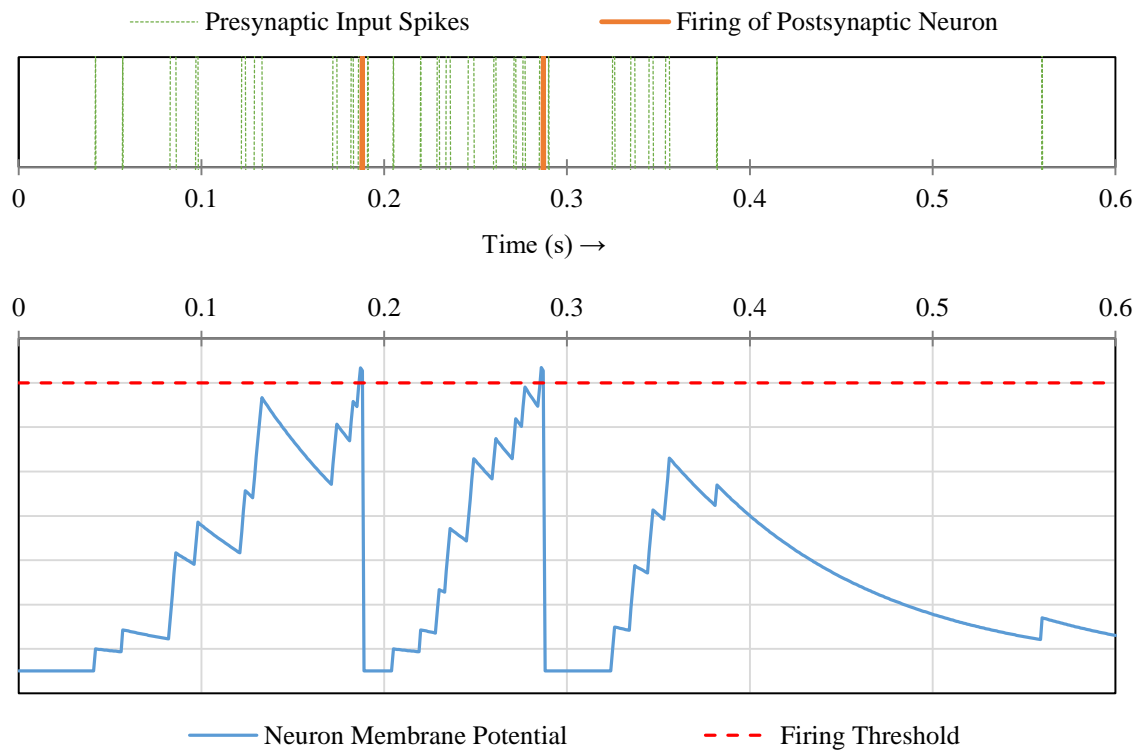 Presynaptic Input Spikes Firing of Postsynaptic Neuron
0 0.1 0.2 0.3 0.4 0.5 0.6
Time (s) →
0 0.1 0.2 0.3 0.4 0.5 0.6
Neuron Membrane Potential Firing Threshold